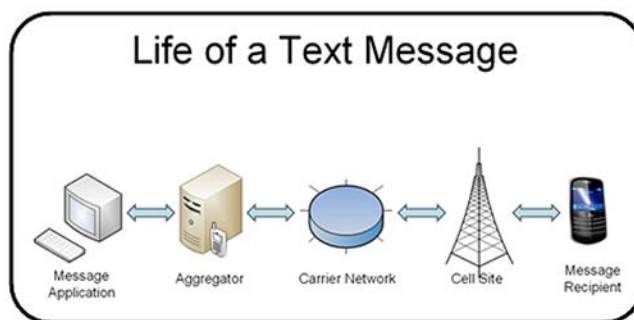 Life of a Text Message
Message
Application
Aggregator
Carrier Network
Cell Site
Message
Recipient